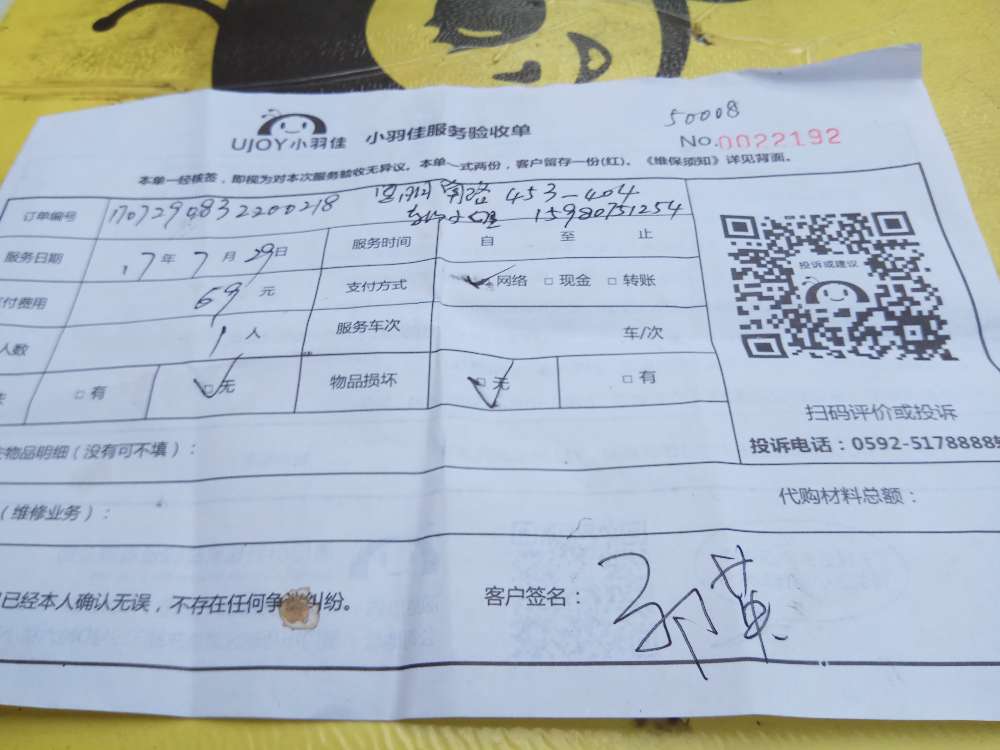 50008
UJOY小羽佳 小羽佳服务验收单 No.0022192
本单一经核签，即视为对本次服务验收无异议。本单一式两份，客户留存一份(红)。《维保须知》详见背面。
订单编号 1707290832200218 南路 453-404
15980751254
服务日期 17年7月29日 服务时间 自 至 止
付费用 69 元 支付方式 网络 □ 现金 □ 转账
人数 1 人 服务车次 车/次
□ 有 □ 无 物品损坏 □ 无 □ 有
投诉或建议
扫码评价或投诉
投诉电话：0592-5178888
物品明细（没有可不填）：
代购材料总额：
（维修业务）：
已经本人确认无误，不存在任何争议纠纷。 客户签名：